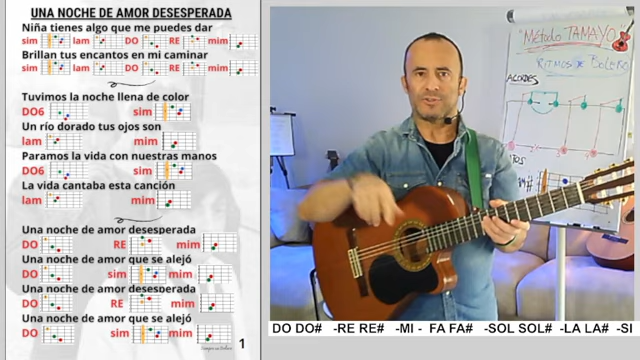 UNA NOCHE DE AMOR DESESPERADA
Niña tienes algo que me puedes dar
sim lam DO RE mim
Brillan tus encantos en mi caminar
sim lam DO RE mim
Tuvimos la noche llena de color
DO6 sim
Un río dorado tus ojos son
lam mim
Paramos la vida con nuestras manos
DO6 sim
La vida cantaba esta canción
lam mim
Una noche de amor desesperada
DO RE mim
Una noche de amor que se alejó
DO sim mim
Una noche de amor desesperada
DO RE mim
Una noche de amor que se alejó
DO sim mim
1
Método TAMAYO
RITMOS DE BOLERO
ACORDES
DO DO# -RE RE# -MI - FA FA# -SOL SOL# -LA LA# -SI